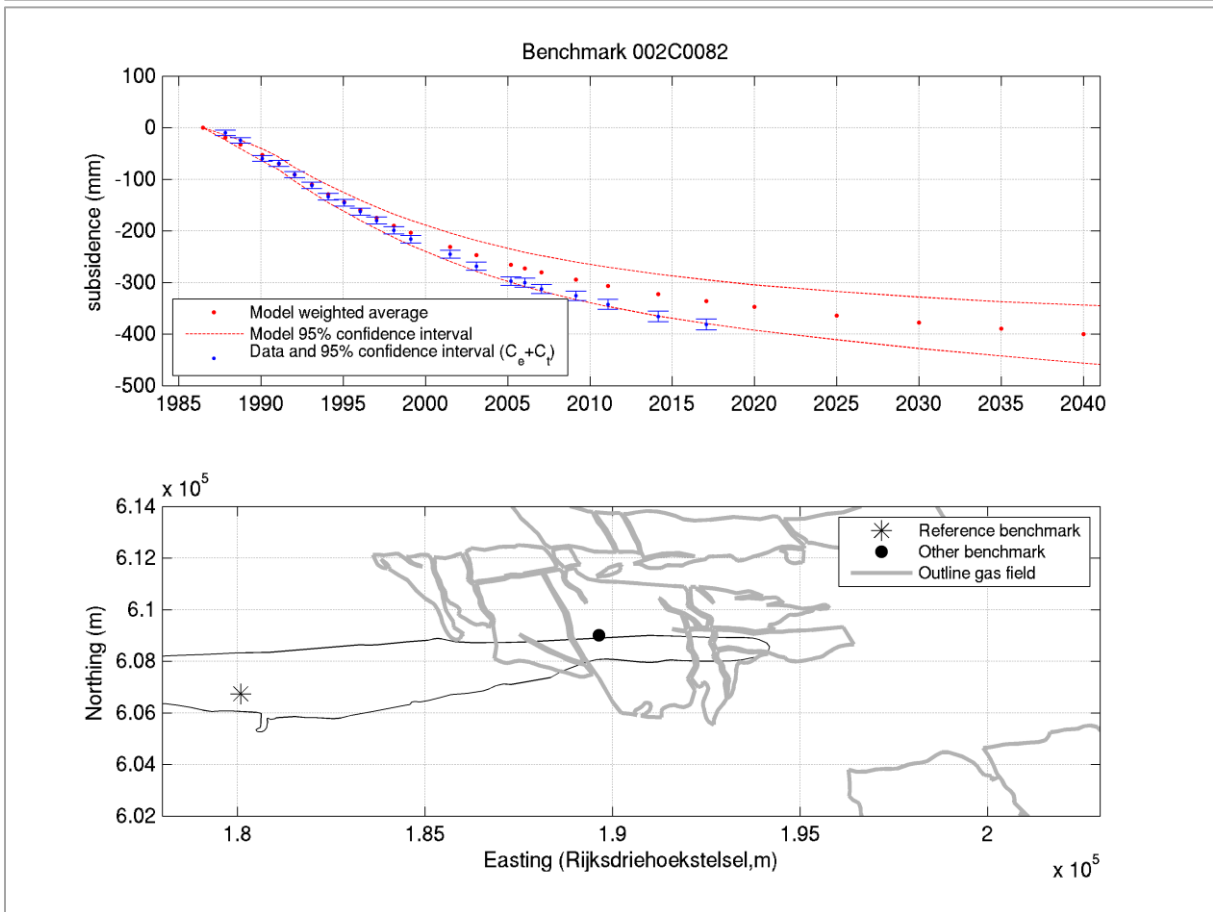 Benchmark 002C0082
100
0
-100
-200
-300
-400
-500
subsidence (mm)
Model weighted average
Model 95% confidence interval
Data and 95% confidence interval (C_e+C_t)
1985 1990 1995 2000 2005 2010 2015 2020 2025 2030 2035 2040
x 10^5
6.14
6.12
6.1
6.08
6.06
6.04
6.02
Northing (m)
Reference benchmark
Other benchmark
Outline gas field
1.8 1.85 1.9 1.95 2
Easting (Rijksdriehoekstelsel,m)
x 10^5